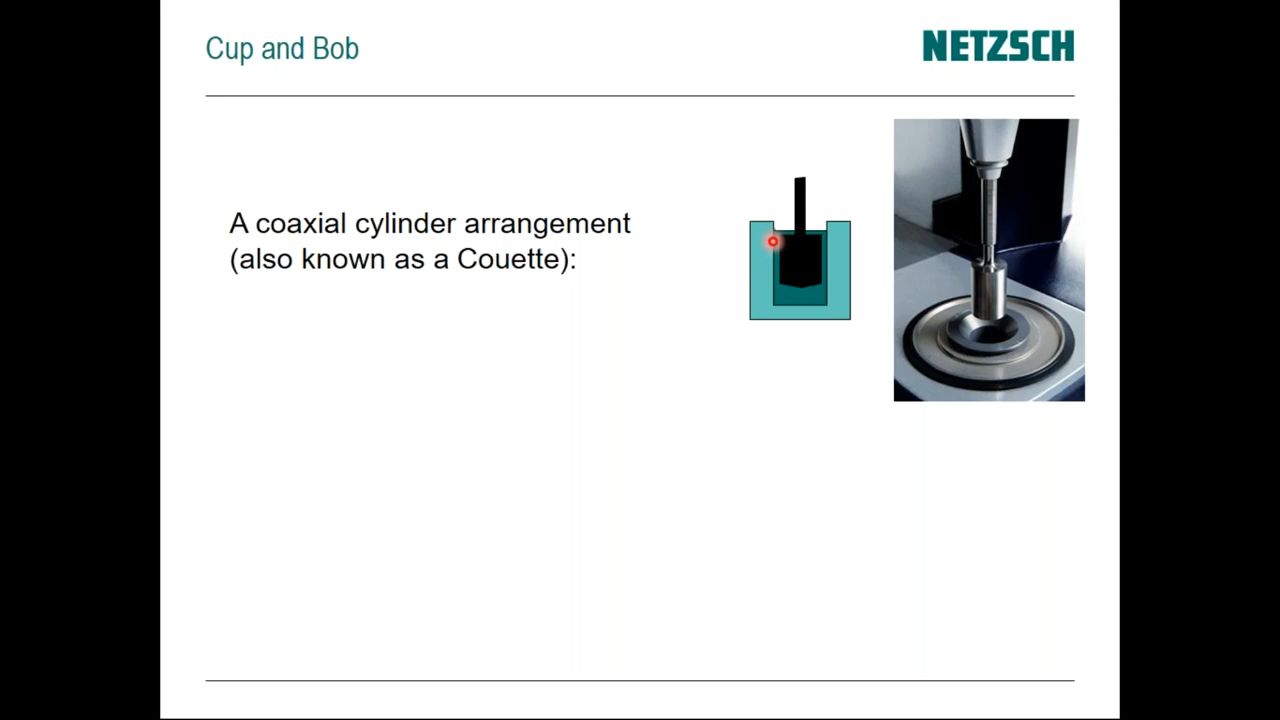 Cup and Bob
NETZSCH
A coaxial cylinder arrangement
(also known as a Couette):